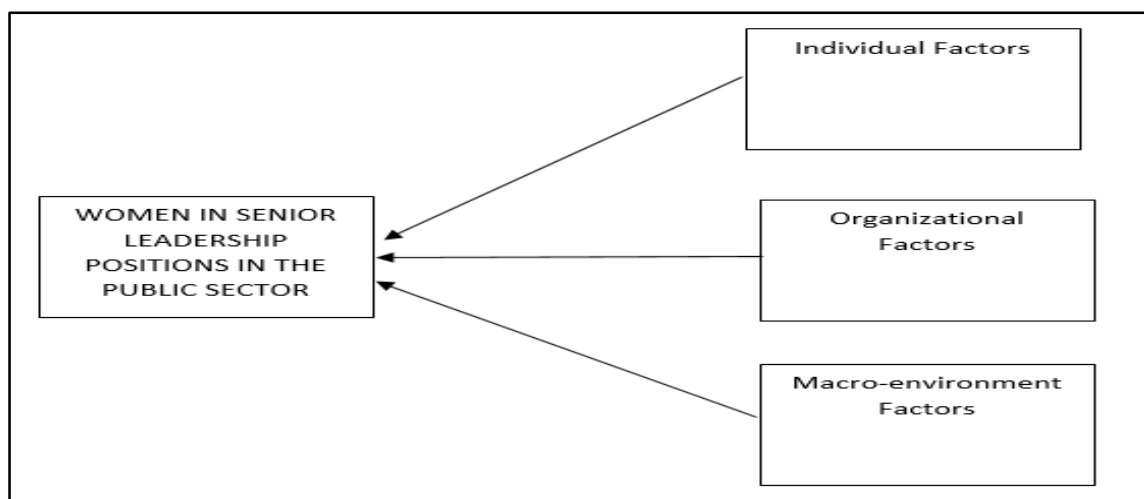 Individual Factors
WOMEN IN SENIOR
LEADERSHIP
POSITIONS IN THE
PUBLIC SECTOR
Organizational
Factors
Macro-environment
Factors